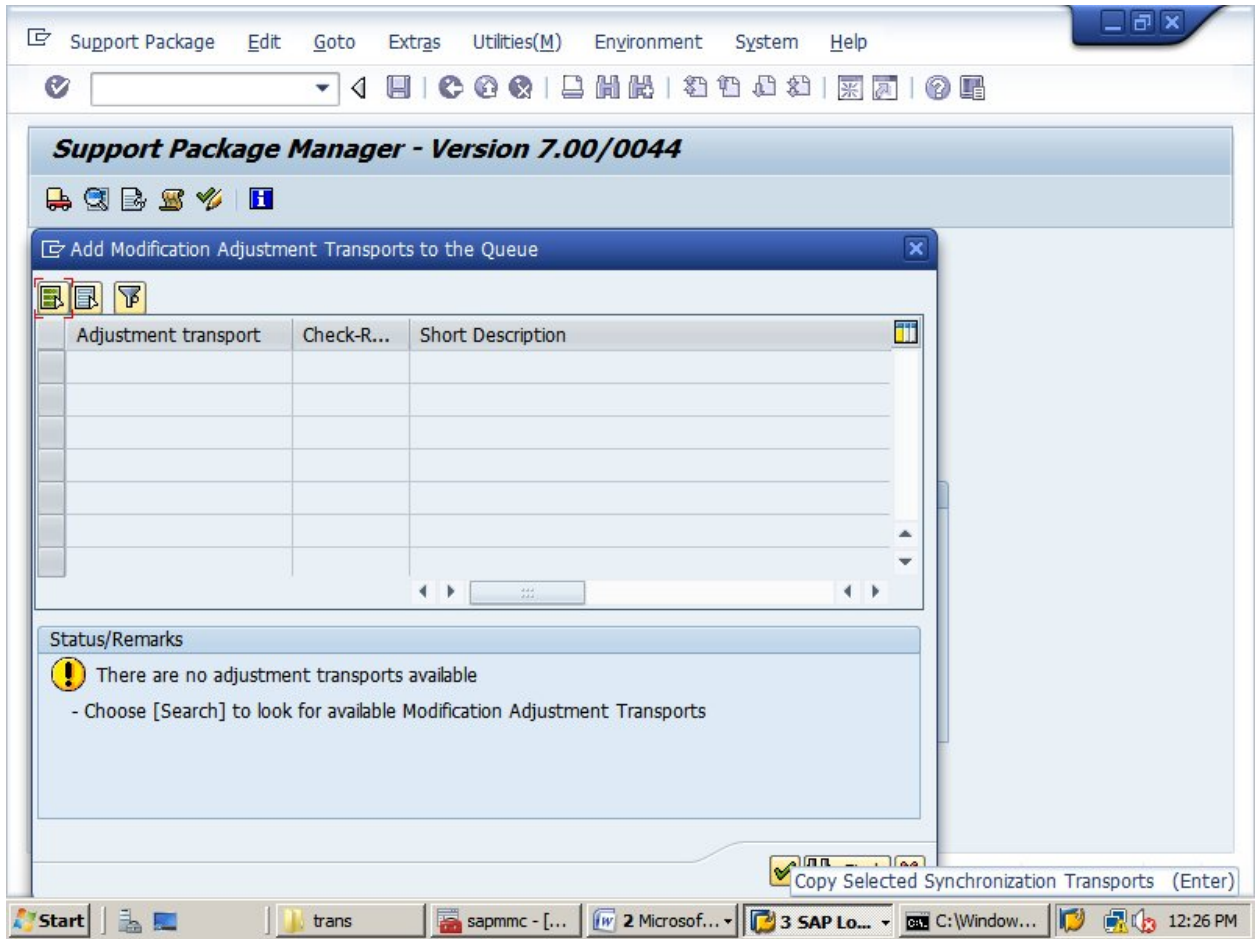 Support Package Edit Goto Extras Utilities(M) Environment System Help
Support Package Manager - Version 7.00/0044
Add Modification Adjustment Transports to the Queue
Adjustment transport Check-R... Short Description
Status/Remarks
There are no adjustment transports available
- Choose [Search] to look for available Modification Adjustment Transports
Copy Selected Synchronization Transports (Enter)
Start trans sapmmc - [... 2 Microsof... 3 SAP Lo... C:\Window... 12:26 PM